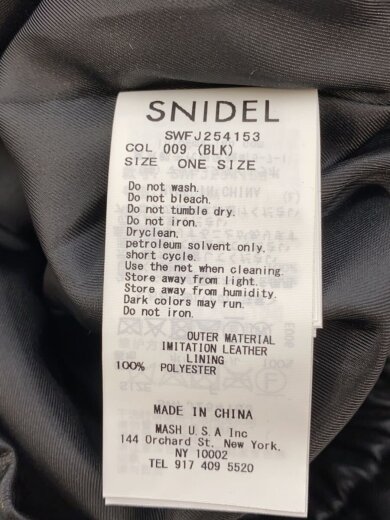 SNIDEL
SWFJ254153
COL 009 (BLK)
SIZE ONE SIZE
Do not wash.
Do not bleach.
Do not tumble dry.
Do not iron.
Dryclean,
petroleum solvent only,
short cycle.
Use the net when cleaning.
Store away from light.
Store away from humidity.
Dark colors may run.
Do not iron.
OUTER MATERIAL
IMITATION LEATHER
LINING
100% POLYESTER
MADE IN CHINA
MASH U.S.A Inc
144 Orchard St. New York,
NY 10002
TEL 917 409 5520